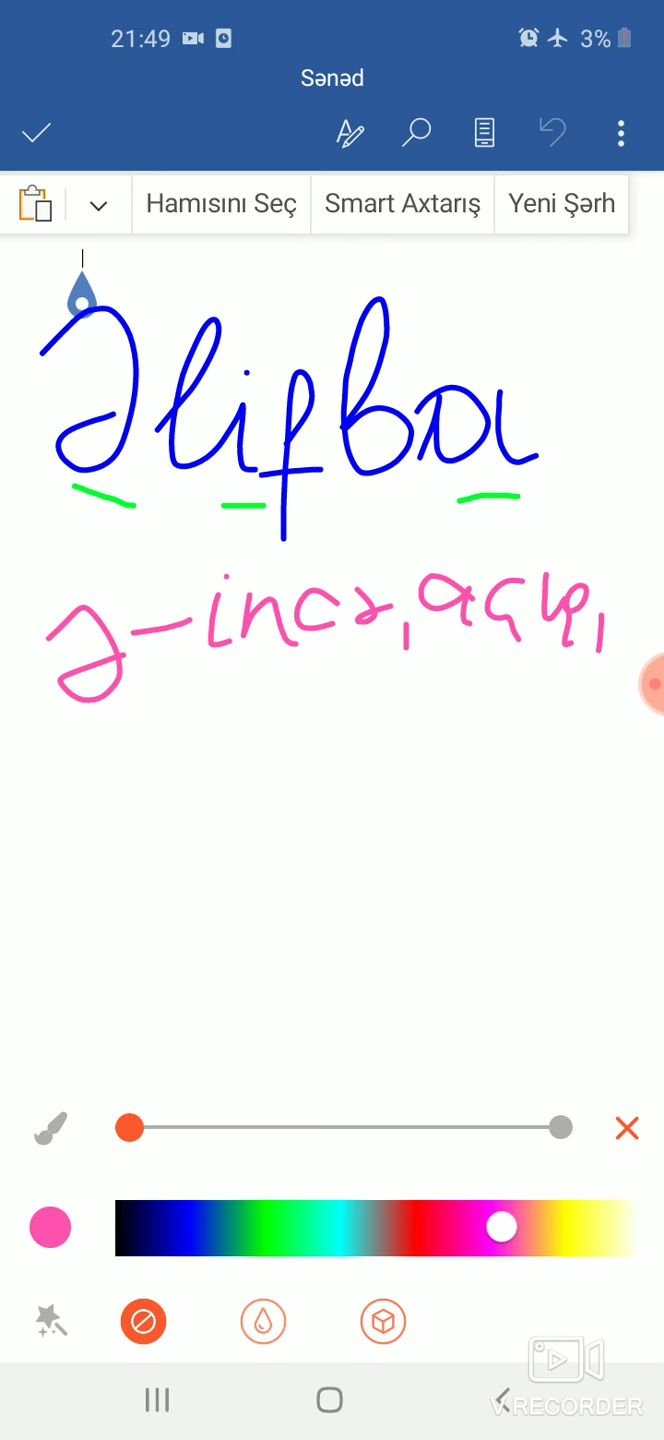 21:49 3%
Sənəd
Hamısını Seç Smart Axtarış Yeni Şərh
Əlifba
Ə-incə, açıq,
V RECORDER